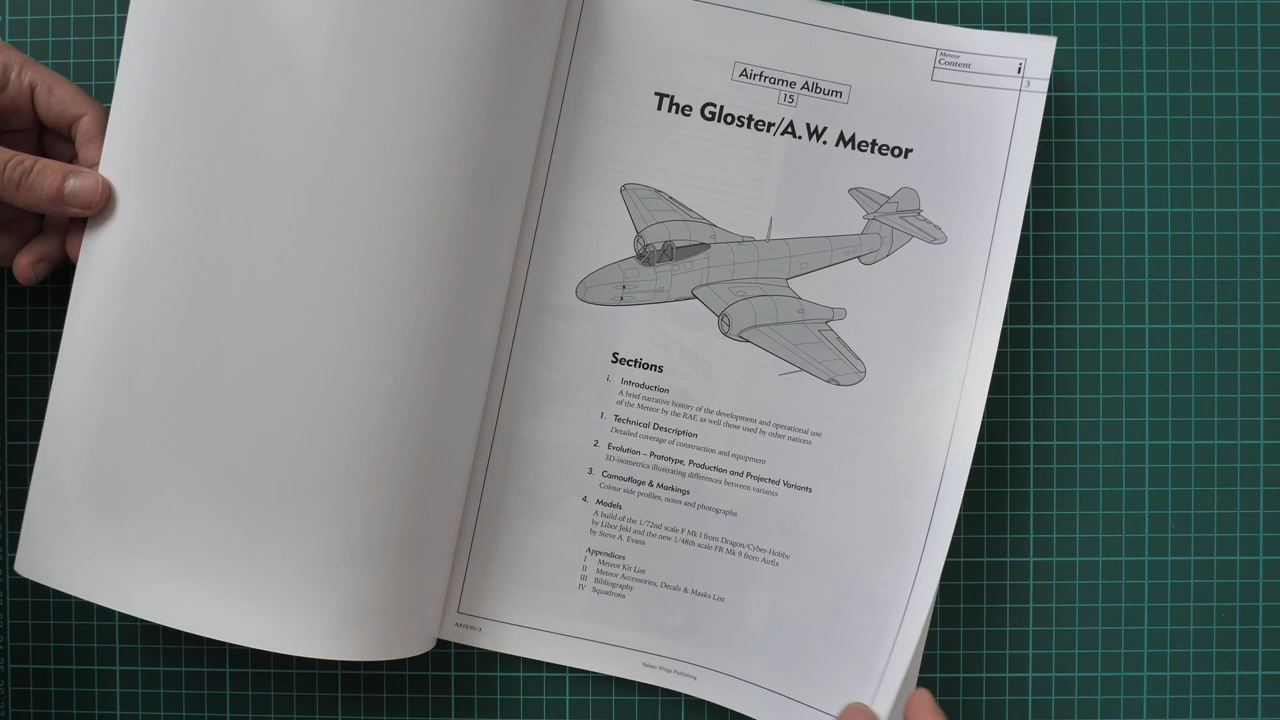 Meteor
Content
i
3
Airframe Album
15
The Gloster/A.W. Meteor
Sections
i. Introduction
A brief narrative history of the development and operational use
of the Meteor by the RAF, as well those used by other nations
1. Technical Description
Detailed coverage of construction and equipment
2. Evolution – Prototype, Production and Projected Variants
3D-isometrics illustrating differences between variants
3. Camouflage & Markings
Colour side profiles, notes and photographs
4. Models
A build of the 1/72nd scale F Mk I from Dragon/Cyber-Hobby
by Libor Jekl and the new 1/48th scale FR Mk 9 from Airfix
by Steve A. Evans
Appendices
I Meteor Kit List
II Meteor Accessories, Decals & Masks List
III Bibliography
IV Squadrons
Valiant Wings Publishing